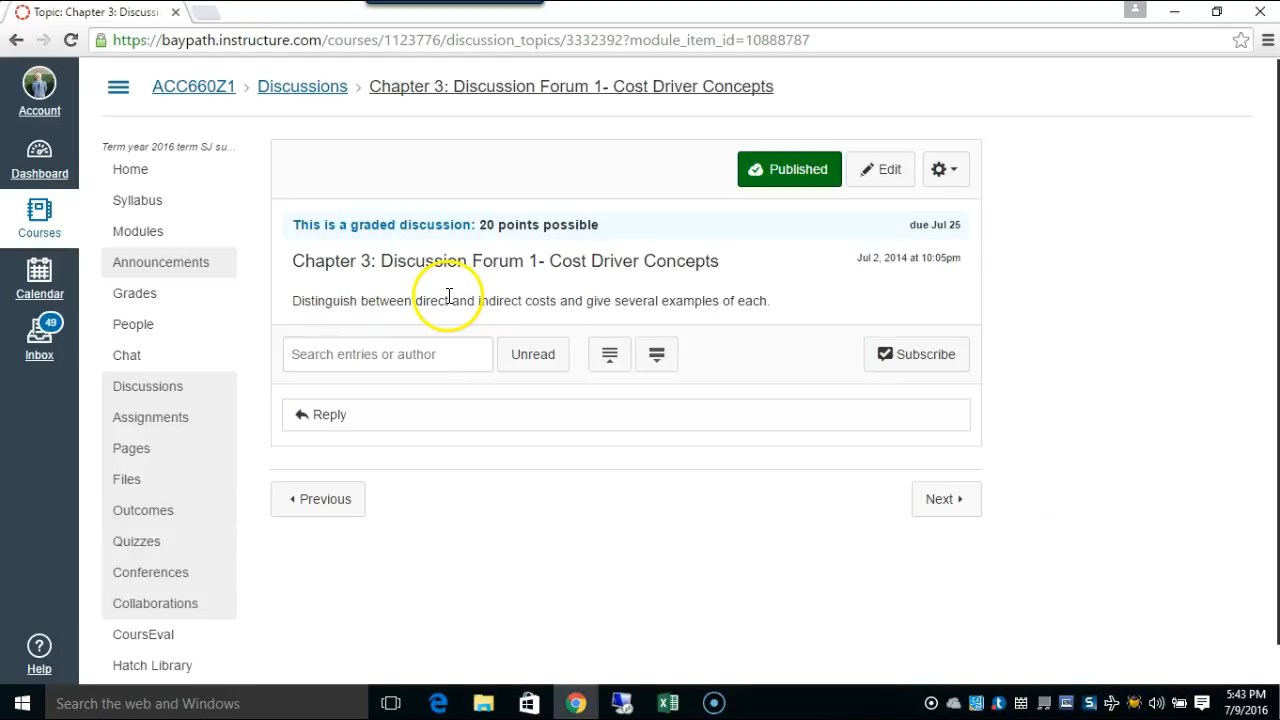 Topic: Chapter 3: Discussi
https://baypath.instructure.com/courses/1123776/discussion_topics/3332392?module_item_id=10888787
Account
Dashboard
Courses
Calendar
49
Inbox
Help
ACC660Z1 › Discussions › Chapter 3: Discussion Forum 1- Cost Driver Concepts
Term year 2016 term SJ su...
Home
Syllabus
Modules
Announcements
Grades
People
Chat
Discussions
Assignments
Pages
Files
Outcomes
Quizzes
Conferences
Collaborations
CoursEval
Hatch Library
Published
Edit
This is a graded discussion: 20 points possible
due Jul 25
Chapter 3: Discussion Forum 1- Cost Driver Concepts
Jul 2, 2014 at 10:05pm
Distinguish between direct and indirect costs and give several examples of each.
Search entries or author
Unread
Subscribe
Reply
Previous
Next
Search the web and Windows
5:43 PM
7/9/2016